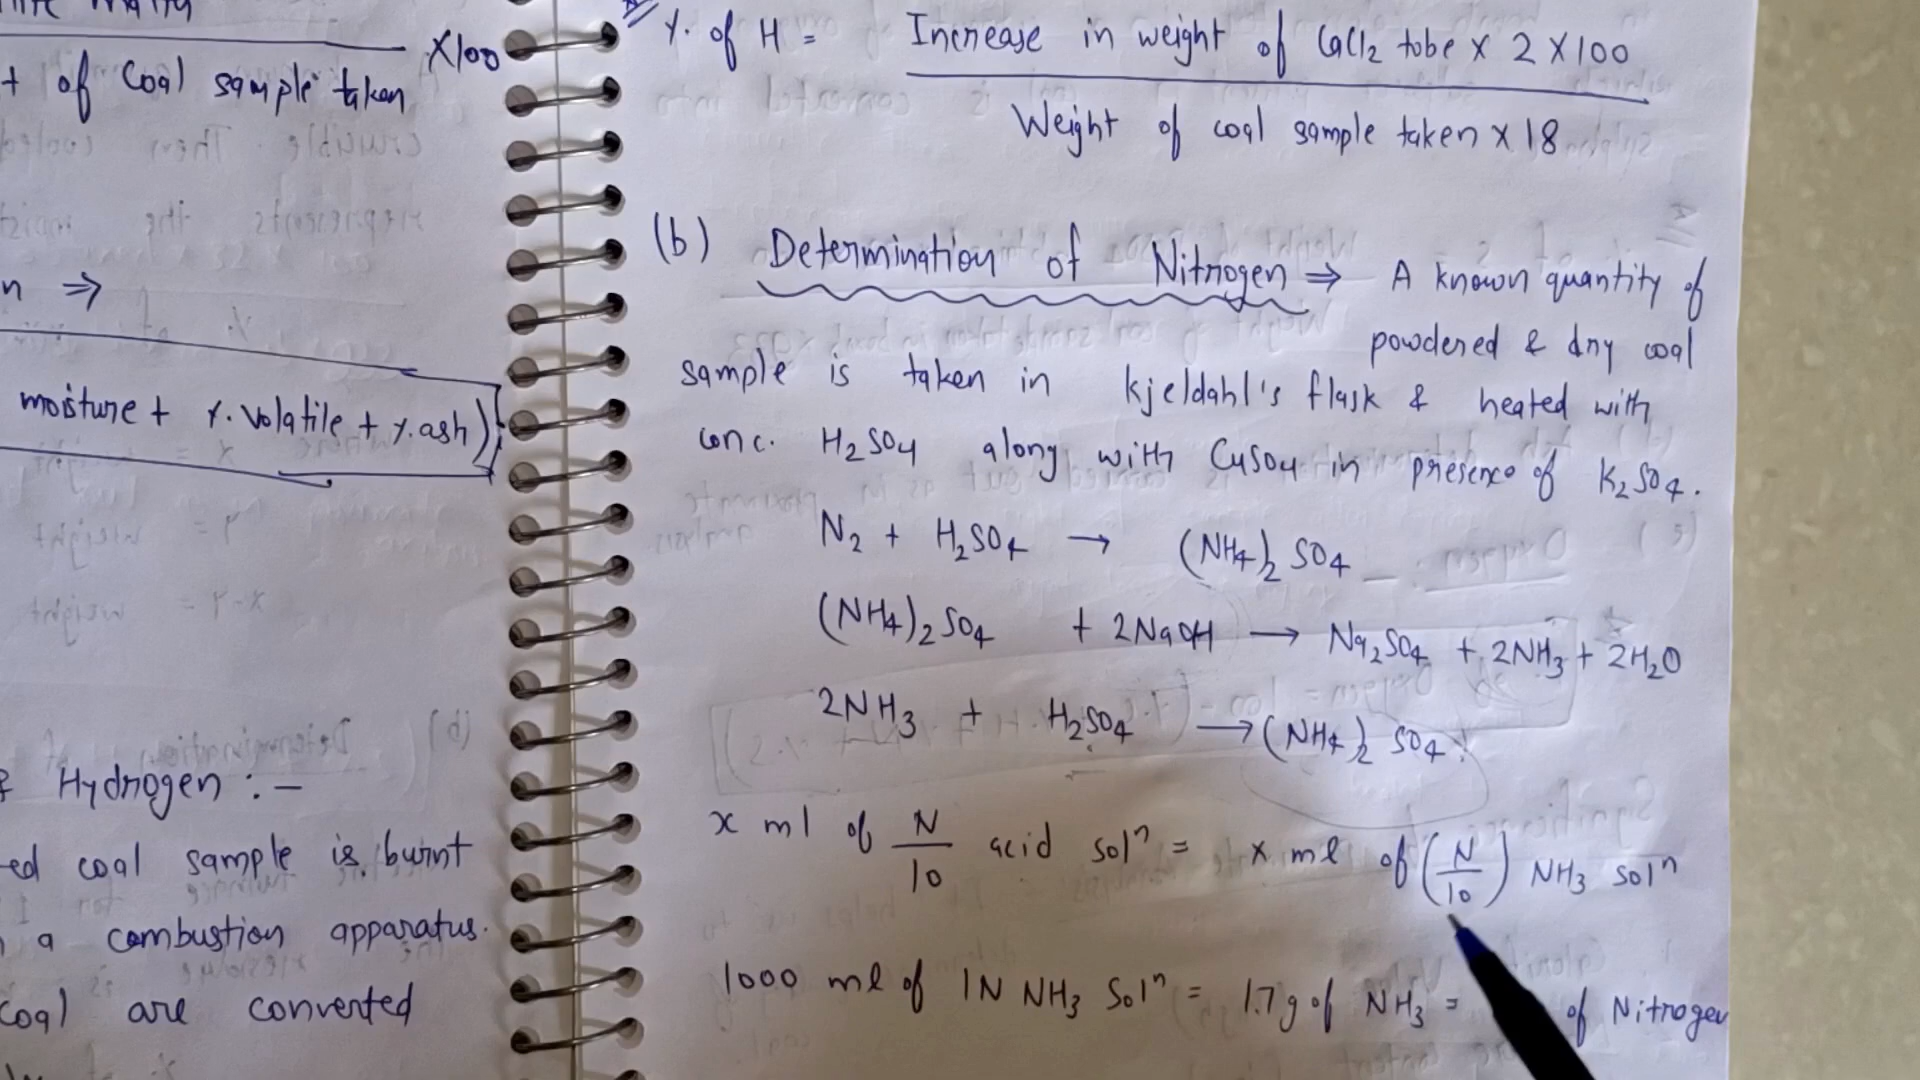 X100
t of Coal sample taken
n ⇒
moisture + %.volatile + %.ash)
Hydrogen :-
ed coal sample is burnt
a combustion apparatus.
coal are converted
%. of H = Increase in weight of CaCl2 tobe x 2 X 100
Weight of coal sample taken x 18
(b) Determination of Nitrogen ⇒ A known quantity of
powdered & dry coal
sample is taken in kjeldahl's flask & heated with
conc. H2SO4 along with CuSO4 in presence of K2SO4.
N2 + H2SO4 → (NH4)2 SO4
(NH4)2 SO4 + 2NaOH → Na2SO4 + 2NH3 + 2H2O
2NH3 + H2SO4 → (NH4)2 SO4
x ml of N/10 acid solⁿ = x ml of (N/10) NH3 solⁿ
1000 ml of 1N NH3 Solⁿ = 17g of NH3 = of Nitrogen